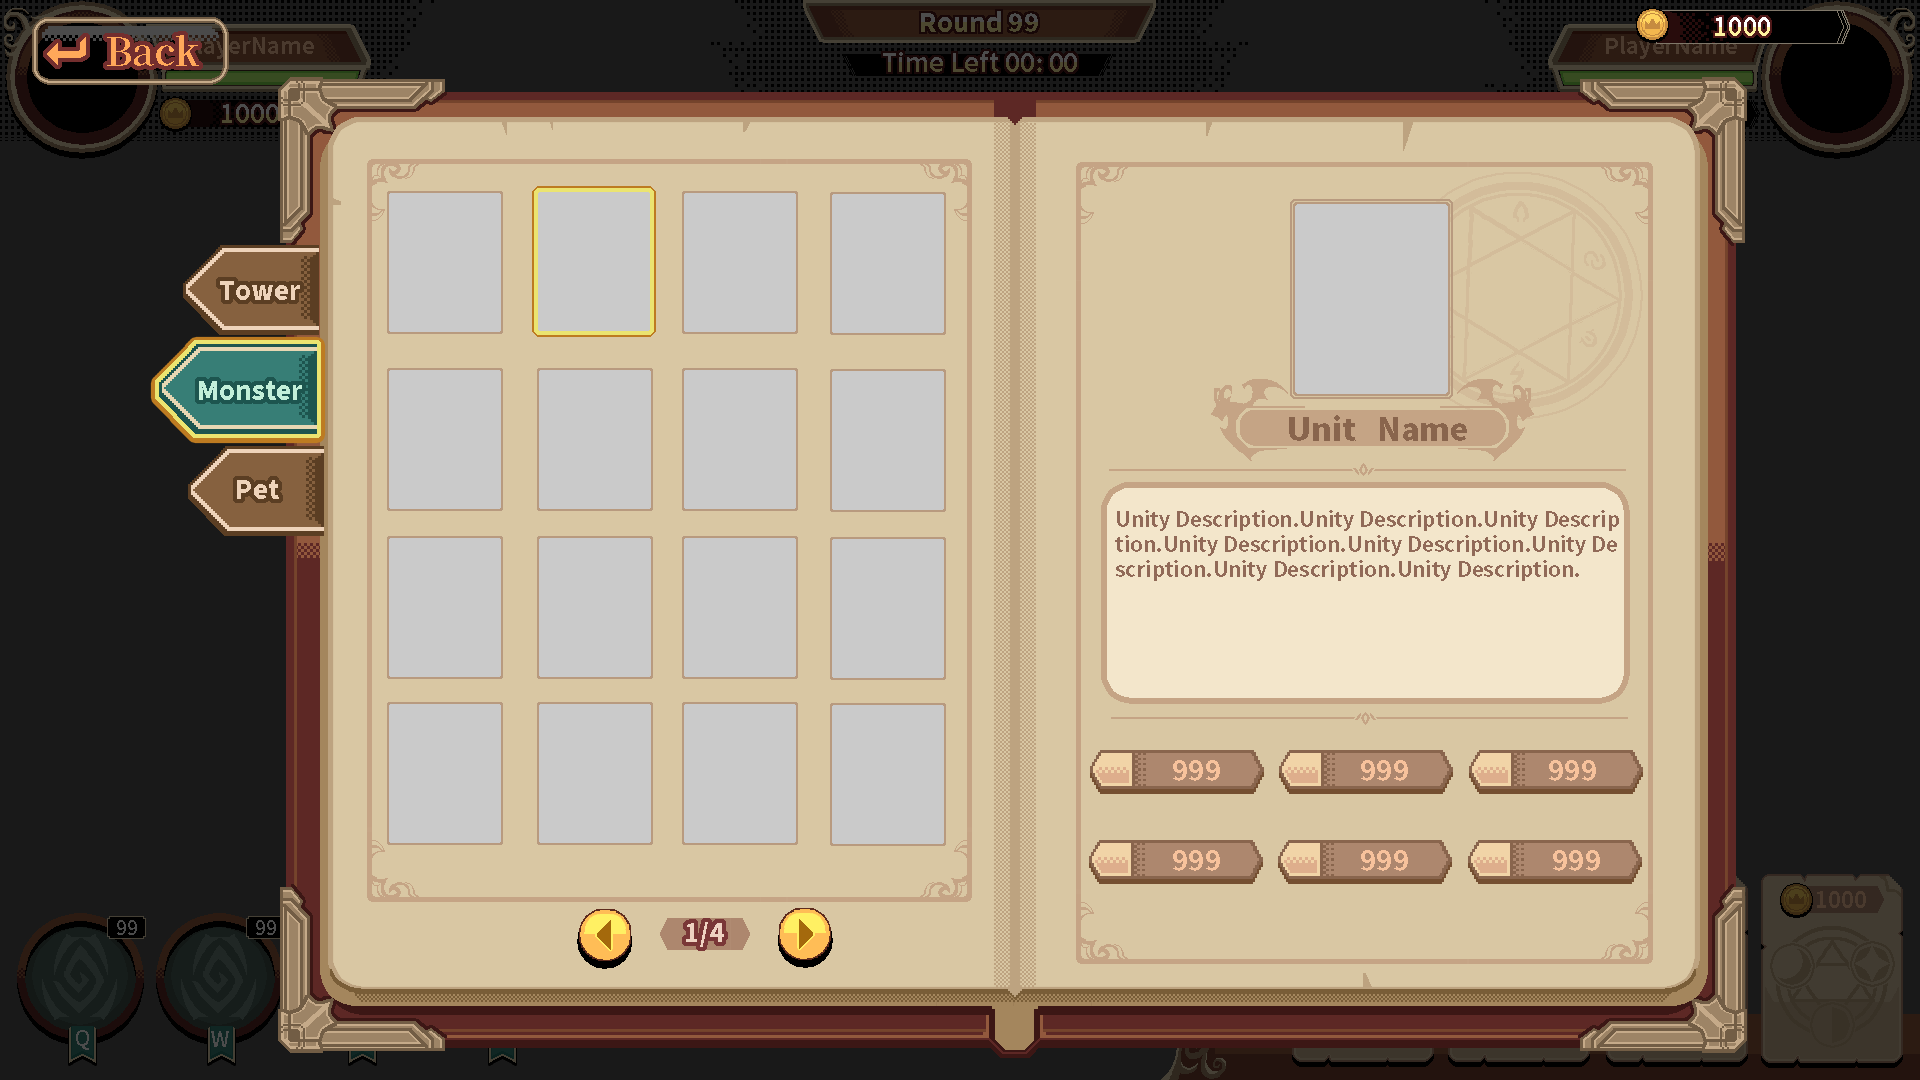 Back
PlayerName
1000
Round 99
Time Left 00: 00
1000
PlayerName
Tower
Monster
Pet
Unit Name
Unity Description.Unity Description.Unity Descrip
tion.Unity Description.Unity Description.Unity De
scription.Unity Description.Unity Description.
999 999 999
999 999 999
1/4
99
99
Q
W
1000